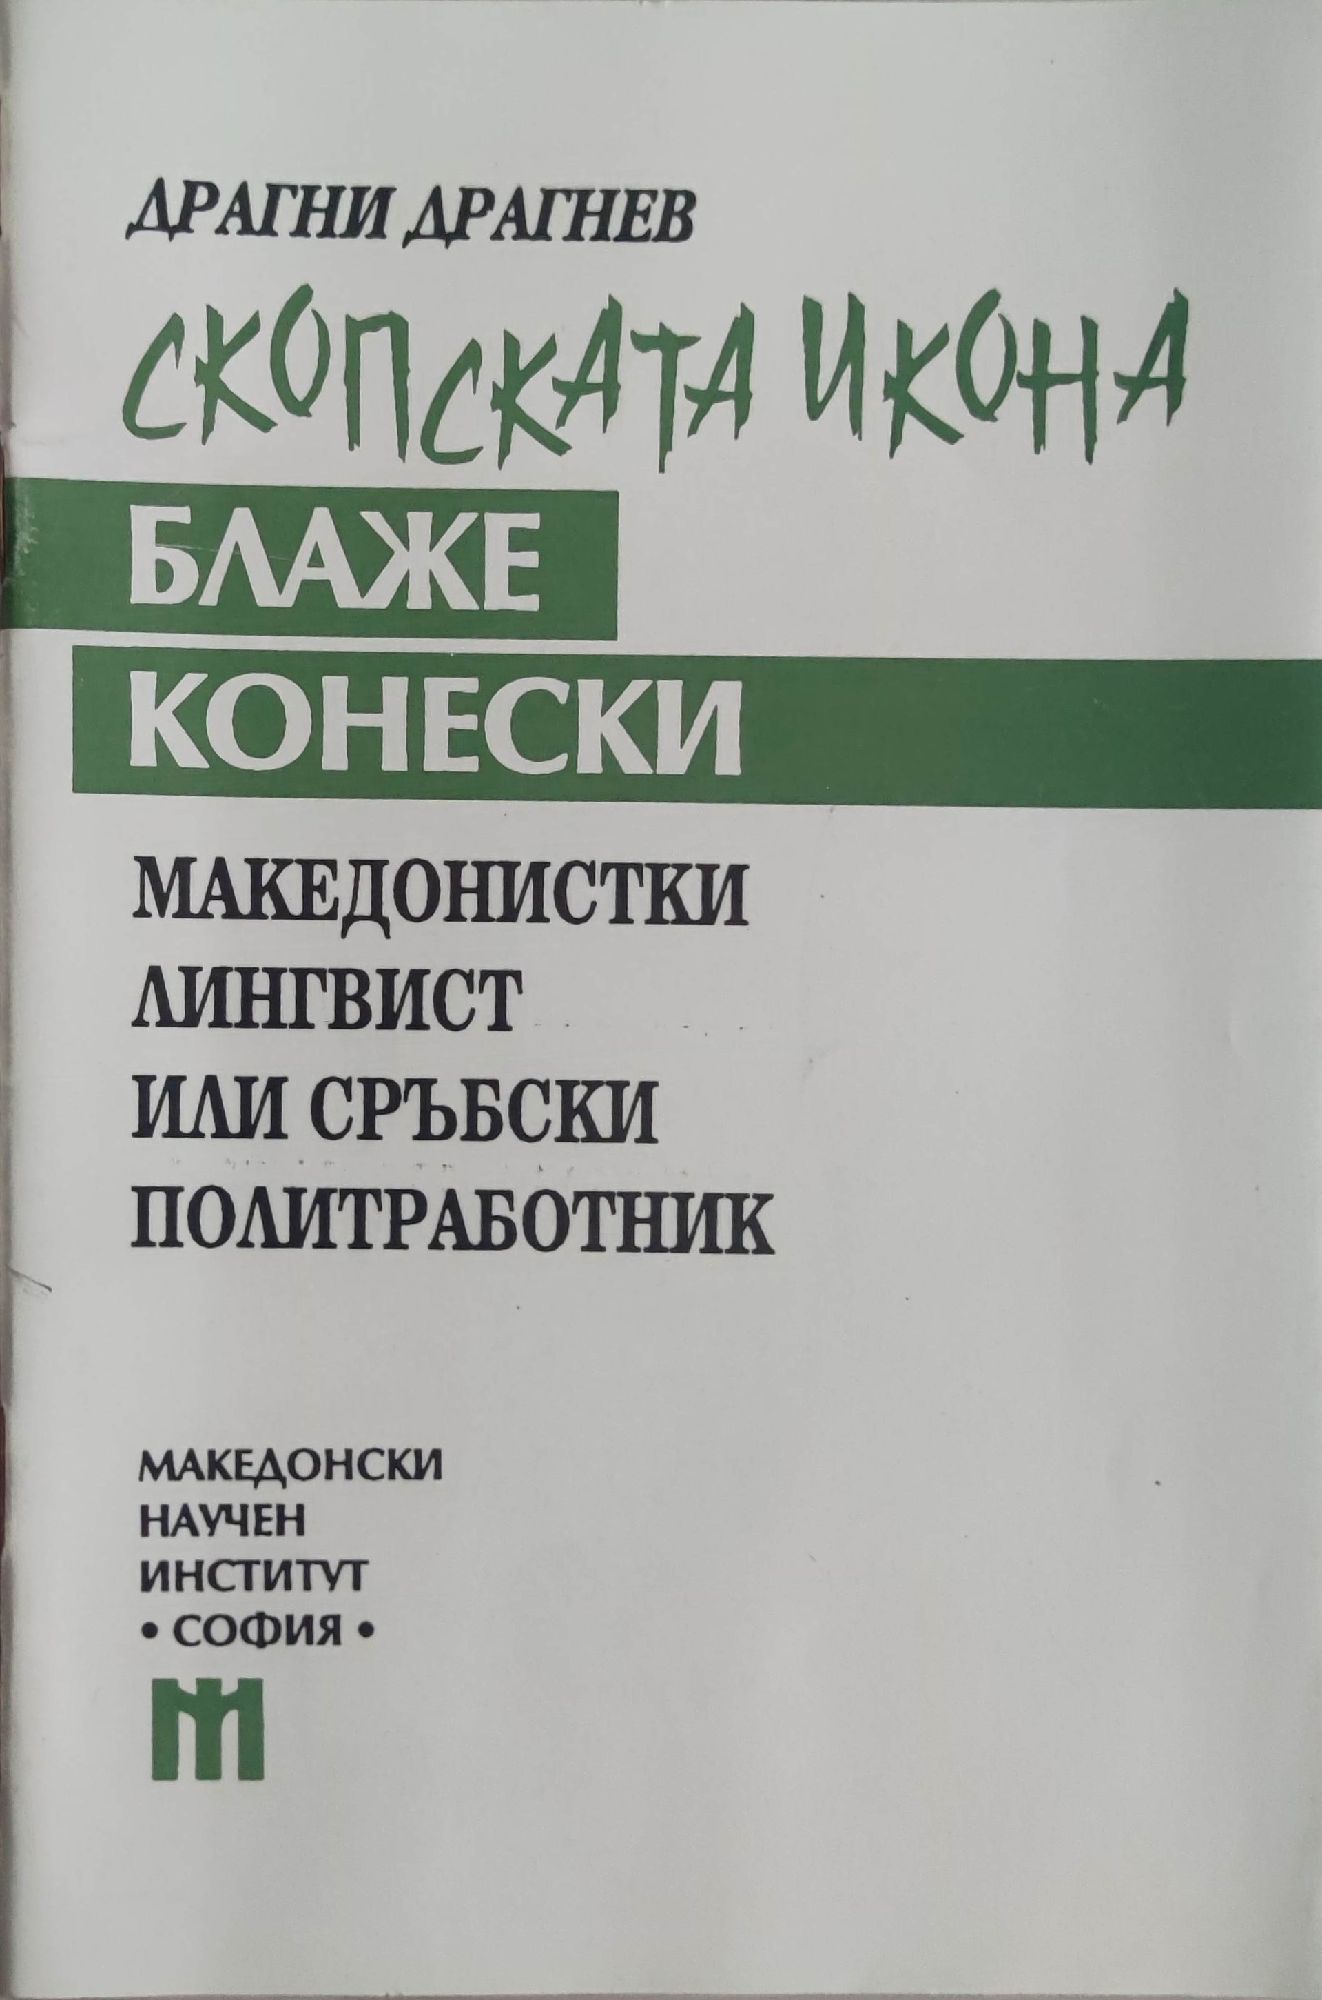 ДРАГНИ ДРАГНЕВ
СКОПСКАТА ИКОНА
БЛАЖЕ
КОНЕСКИ
МАКЕДОНИСТКИ
ЛИНГВИСТ
ИЛИ СРЪБСКИ
ПОЛИТРАБОТНИК
МАКЕДОНСКИ
НАУЧЕН
ИНСТИТУТ
• СОФИЯ •